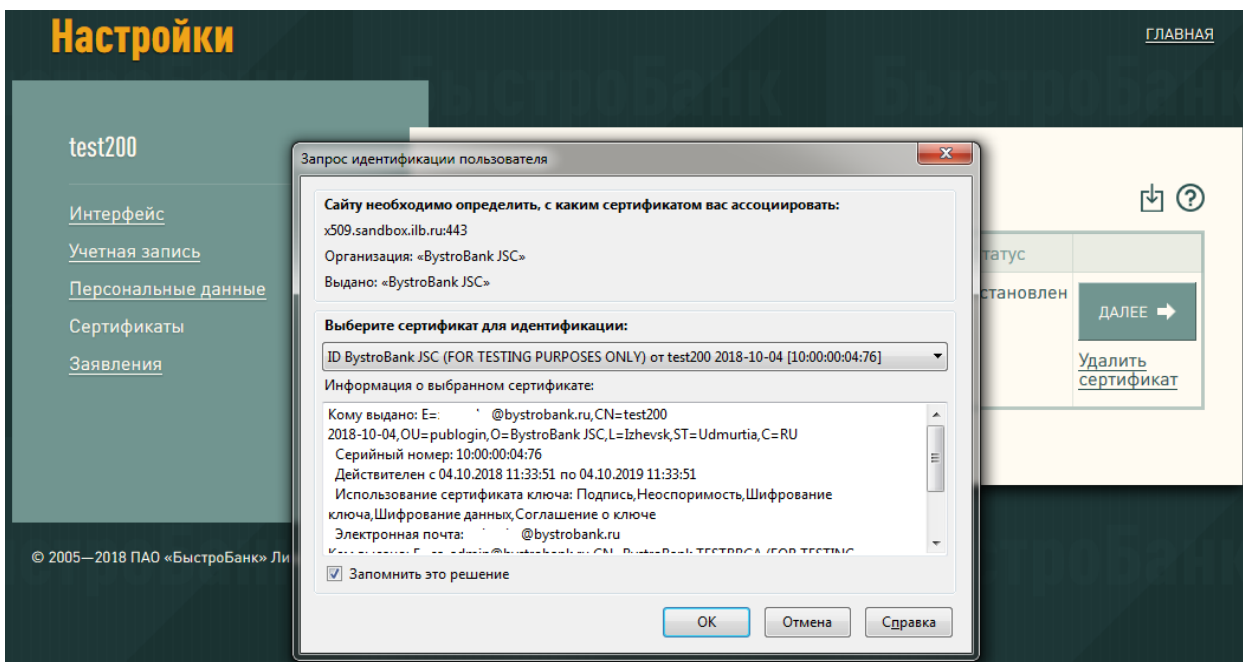 Настройки
ГЛАВНАЯ
test200
Интерфейс
Учетная запись
Персональные данные
Сертификаты
Заявления
Запрос идентификации пользователя
Сайту необходимо определить, с каким сертификатом вас ассоциировать:
x509.sandbox.ilb.ru:443
Организация: «BystroBank JSC»
Выдано: «BystroBank JSC»
Выберите сертификат для идентификации:
ID BystroBank JSC (FOR TESTING PURPOSES ONLY) от test200 2018-10-04 [10:00:00:04:76]
Информация о выбранном сертификате:
Кому выдано: E= @bystrobank.ru,CN=test200
2018-10-04,OU=publogin,O=BystroBank JSC,L=Izhevsk,ST=Udmurtia,C=RU
Серийный номер: 10:00:00:04:76
Действителен с 04.10.2018 11:33:51 по 04.10.2019 11:33:51
Использование сертификата ключа: Подпись,Неоспоримость,Шифрование
ключа,Шифрование данных,Соглашение о ключе
Электронная почта: @bystrobank.ru
Запомнить это решение
ОК
Отмена
Справка
татус
становлен
ДАЛЕЕ
Удалить
сертификат
© 2005—2018 ПАО «БыстроБанк» Ли